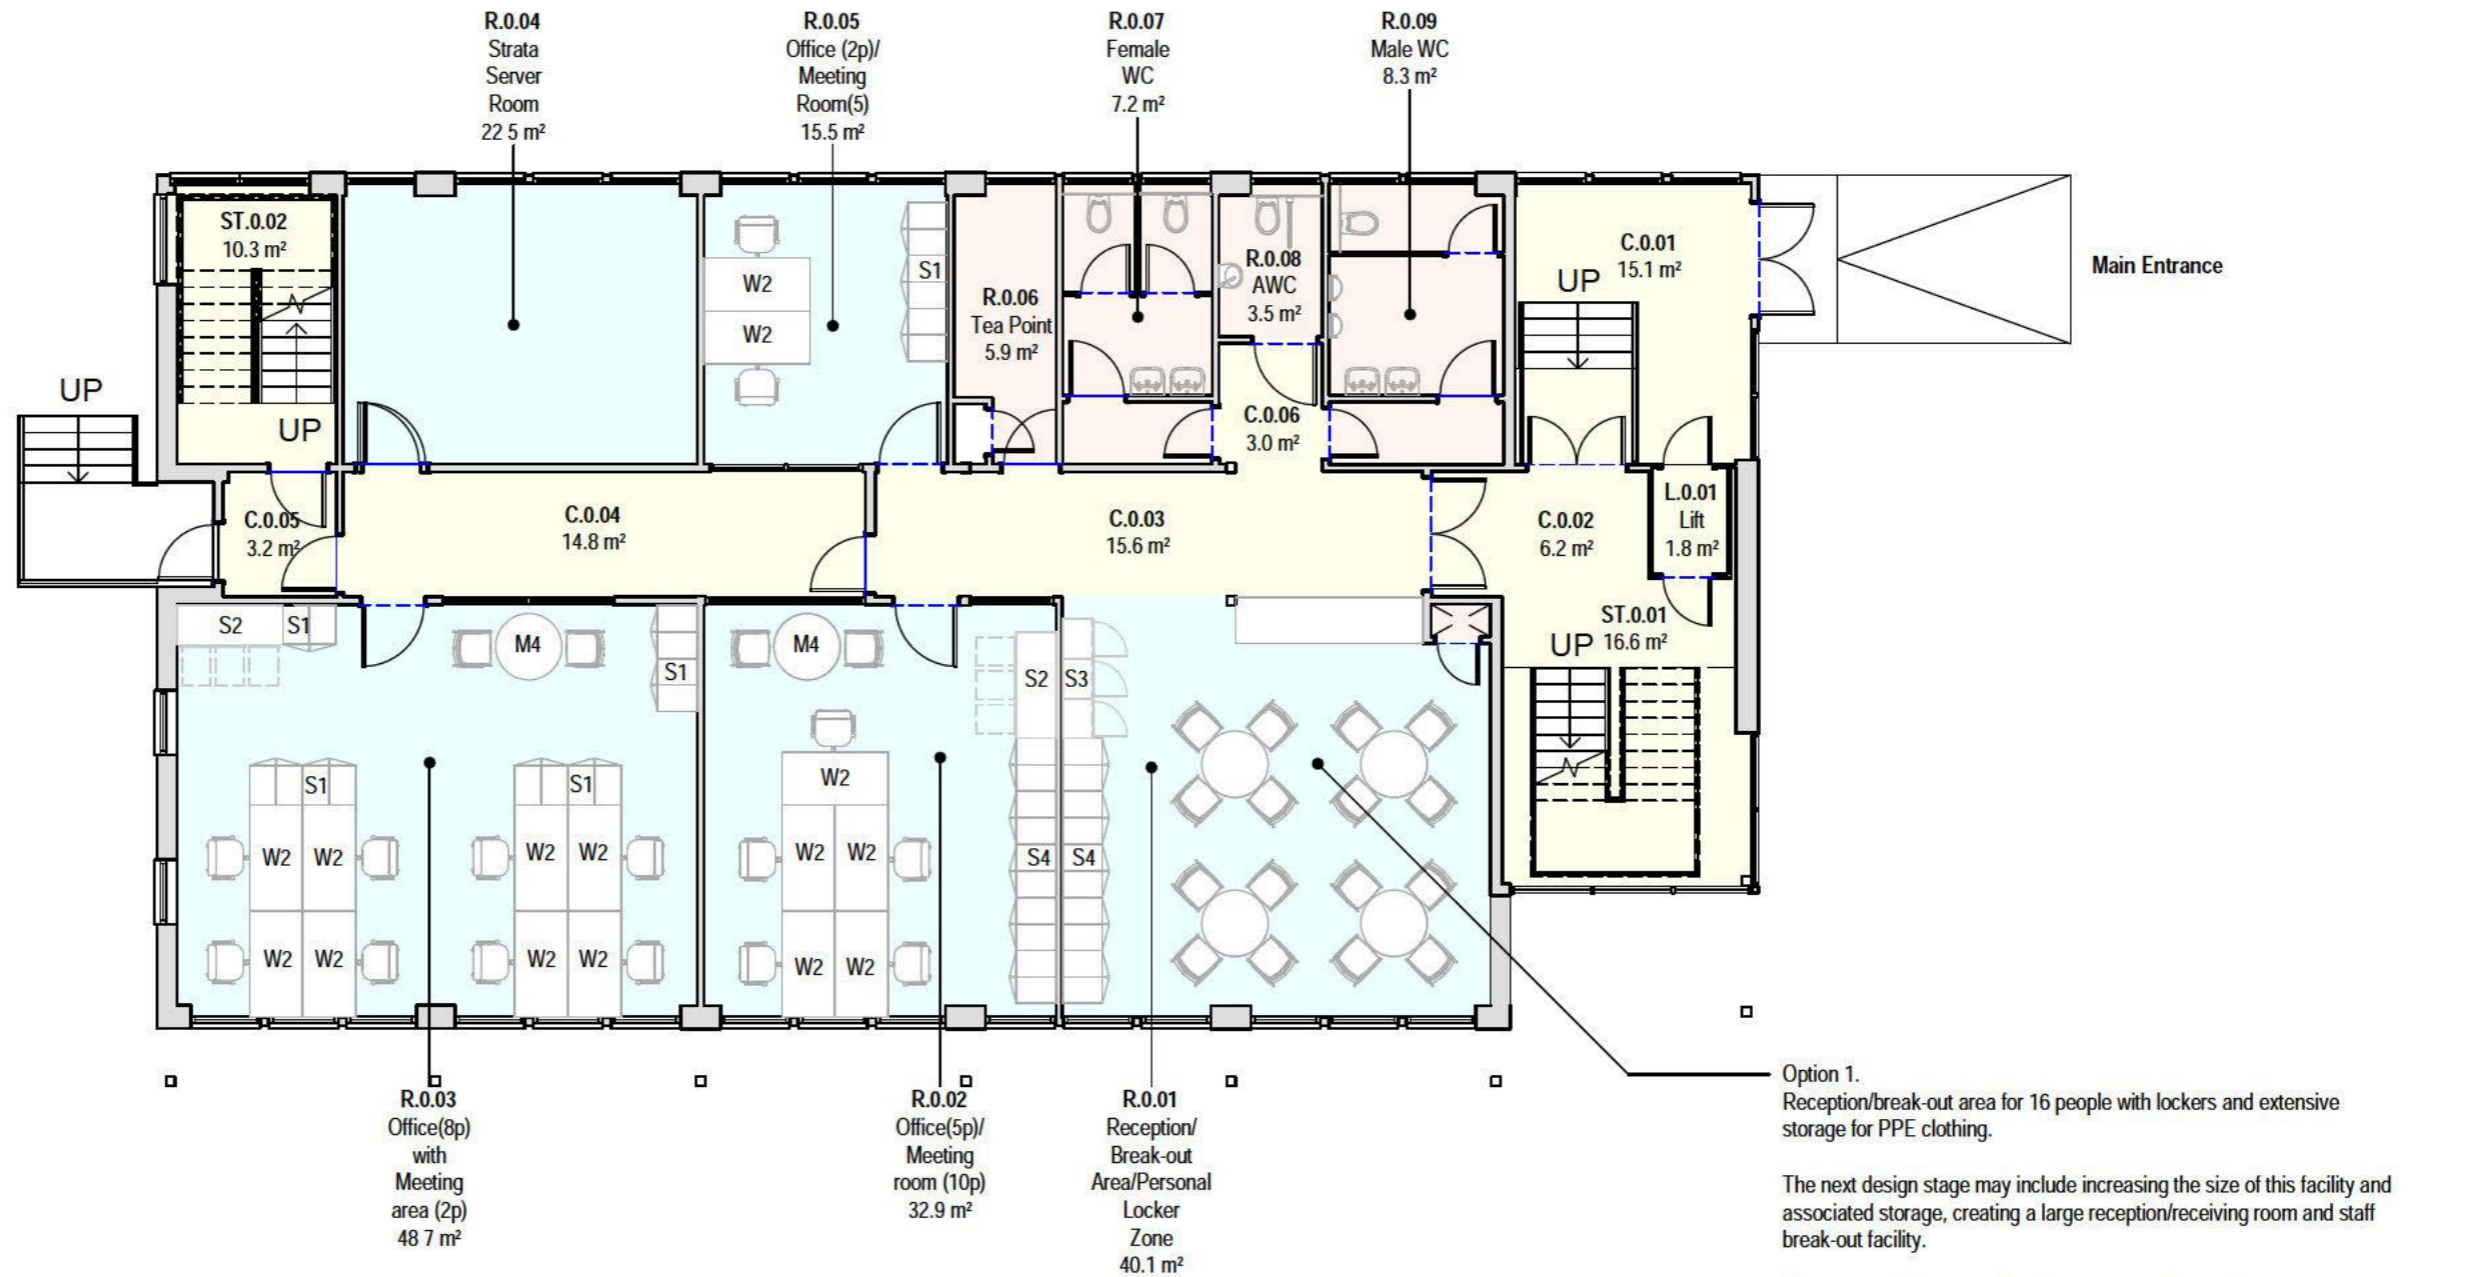 R.0.04
Strata
Server
Room
22 5 m²
R.0.05
Office (2p)/
Meeting
Room(5)
15.5 m²
R.0.07
Female
WC
7.2 m²
R.0.09
Male WC
8.3 m²
ST.0.02
10.3 m²
UP
UP
W2
W2
S1
R.0.06
Tea Point
5.9 m²
R.0.08
AWC
3.5 m²
C.0.06
3.0 m²
C.0.01
15.1 m²
UP
Main Entrance
C.0.05
3.2 m²
C.0.04
14.8 m²
C.0.03
15.6 m²
C.0.02
6.2 m²
L.0.01
Lift
1.8 m²
ST.0.01
16.6 m²
UP
S2
S1
M4
S1
M4
S2
S3
S1
S1
W2
W2 W2
W2 W2
W2 W2
S4
S4
W2 W2
W2 W2
W2 W2
R.0.03
Office(8p)
with
Meeting
area (2p)
48 7 m²
R.0.02
Office(5p)/
Meeting
room (10p)
32.9 m²
R.0.01
Reception/
Break-out
Area/Personal
Locker
Zone
40.1 m²
Option 1.
Reception/break-out area for 16 people with lockers and extensive
storage for PPE clothing.
The next design stage may include increasing the size of this facility and
associated storage, creating a large reception/receiving room and staff
break-out facility.